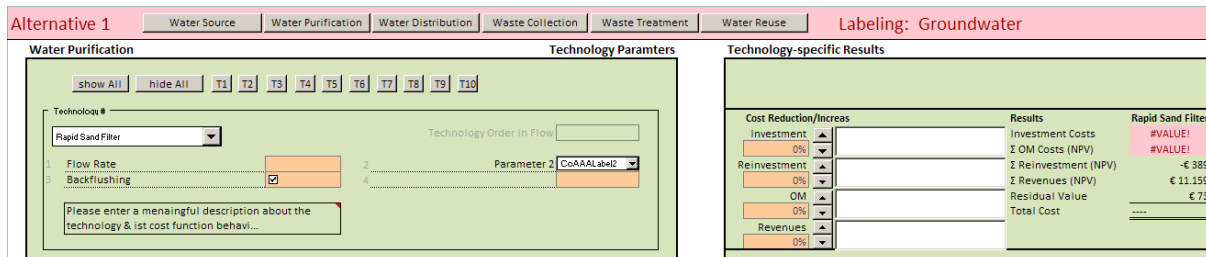 Alternative 1 Water Source Water Purification Water Distribution Waste Collection Waste Treatment Water Reuse Labeling: Groundwater
Water Purification Technology Paramters Technology-specific Results
show All hide All T1 T2 T3 T4 T5 T6 T7 T8 T9 T10
Technology #
Rapid Sand Filter Technology Order in Flow
1 Flow Rate 2 Parameter 2 CoAAALabel2
3 Backflushing 4
Please enter a menaingful description about the
technology & ist cost function behavi...
Cost Reduction/Increas Results Rapid Sand Filter
Investment Investment Costs #VALUE!
0% Σ OM Costs (NPV) #VALUE!
Reinvestment Σ Reinvestment (NPV) -€ 389
0% Σ Revenues (NPV) € 11.159
OM Residual Value € 73
0% Total Cost ----
Revenues
0%